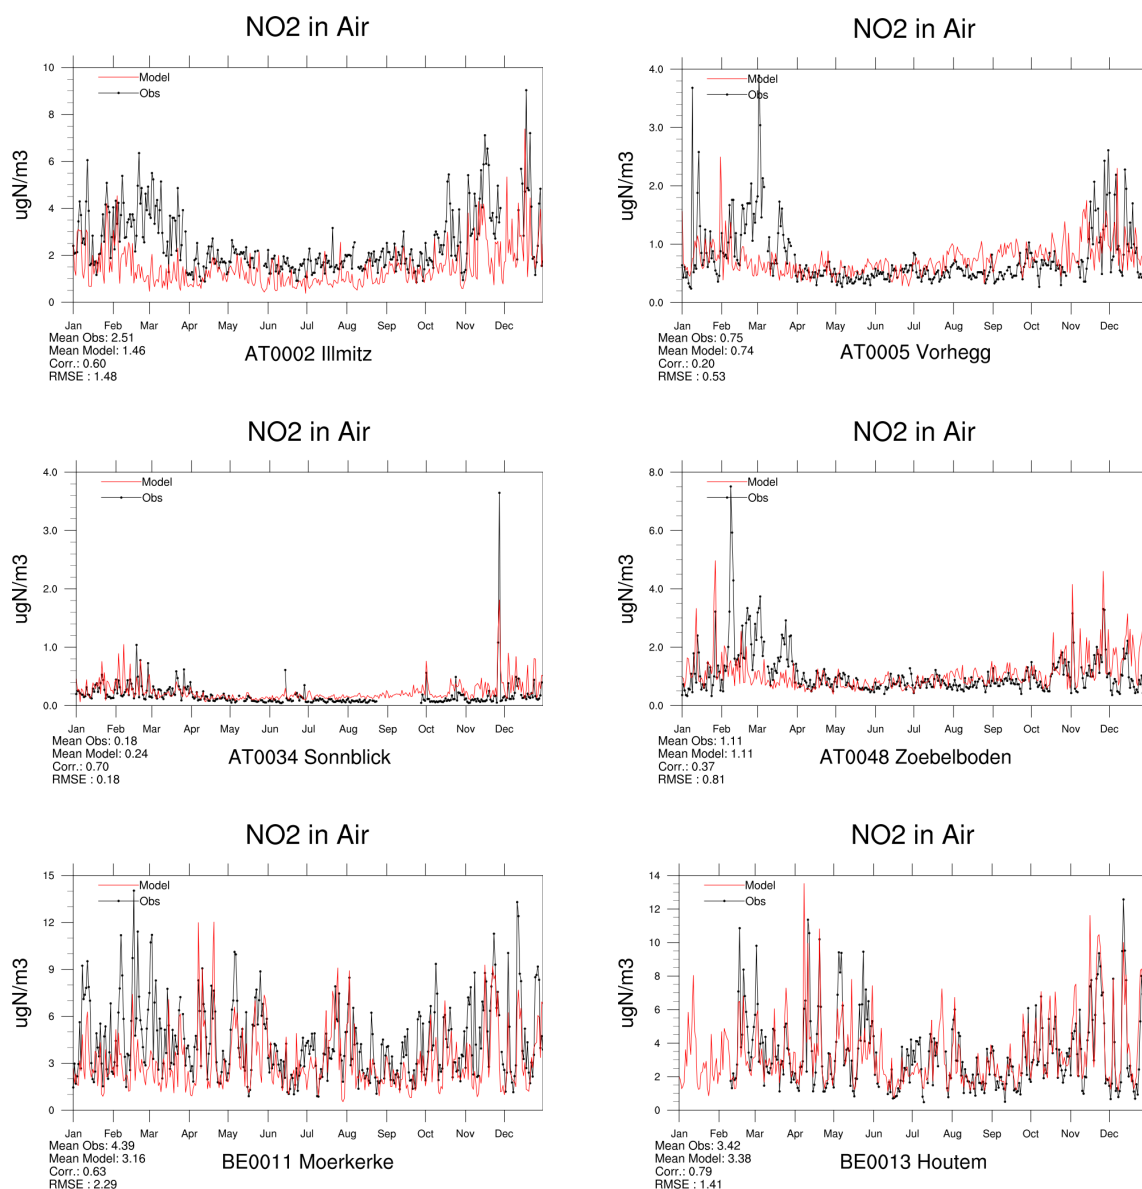 NO2 in Air
ugN/m3
10
8
6
4
2
0
Model
Obs
Jan Feb Mar Apr May Jun Jul Aug Sep Oct Nov Dec
Mean Obs: 2.51
Mean Model: 1.46
Corr.: 0.60
RMSE : 1.48
AT0002 Illmitz
NO2 in Air
ugN/m3
4.0
3.0
2.0
1.0
0.0
Model
Obs
Jan Feb Mar Apr May Jun Jul Aug Sep Oct Nov Dec
Mean Obs: 0.75
Mean Model: 0.74
Corr.: 0.20
RMSE : 0.53
AT0005 Vorhegg
NO2 in Air
ugN/m3
4.0
3.0
2.0
1.0
0.0
Model
Obs
Jan Feb Mar Apr May Jun Jul Aug Sep Oct Nov Dec
Mean Obs: 0.18
Mean Model: 0.24
Corr.: 0.70
RMSE : 0.18
AT0034 Sonnblick
NO2 in Air
ugN/m3
8.0
6.0
4.0
2.0
0.0
Model
Obs
Jan Feb Mar Apr May Jun Jul Aug Sep Oct Nov Dec
Mean Obs: 1.11
Mean Model: 1.11
Corr.: 0.37
RMSE : 0.81
AT0048 Zoebelboden
NO2 in Air
ugN/m3
15
12
9
6
3
0
Model
Obs
Jan Feb Mar Apr May Jun Jul Aug Sep Oct Nov Dec
Mean Obs: 4.39
Mean Model: 3.16
Corr.: 0.63
RMSE : 2.29
BE0011 Moerkerke
NO2 in Air
ugN/m3
14
12
10
8
6
4
2
0
Model
Obs
Jan Feb Mar Apr May Jun Jul Aug Sep Oct Nov Dec
Mean Obs: 3.42
Mean Model: 3.38
Corr.: 0.79
RMSE : 1.41
BE0013 Houtem